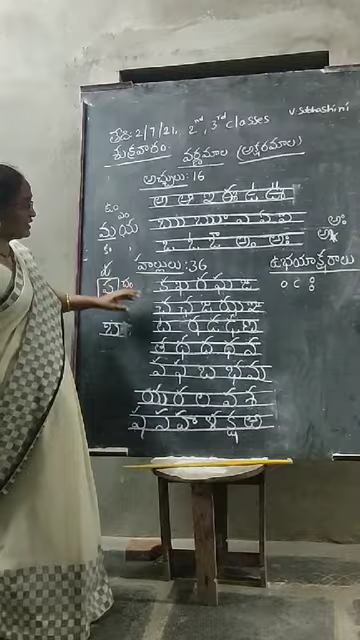 V. Subhashini
తేది: 2/7/21, 2nd, 3rd Classes
శుక్రవారం వర్ణమాల (అక్షరమాల)
అచ్చులు:16
అ ఆ ఇ ఈ ఉ ఊ
ఋ ౠ ఎ ఏ ఐ
ఒ ఓ ఔ అం అః
హల్లులు:36
ఉభయాక్షరాలు
ం ఁ ః
క ఖ గ ఘ ఙ
చ ఛ జ ఝ ఞ
ట ఠ డ ఢ ణ
త థ ద ధ న
ప ఫ బ భ మ
య ర ల వ శ
ష స హ ళ క్ష ఱ